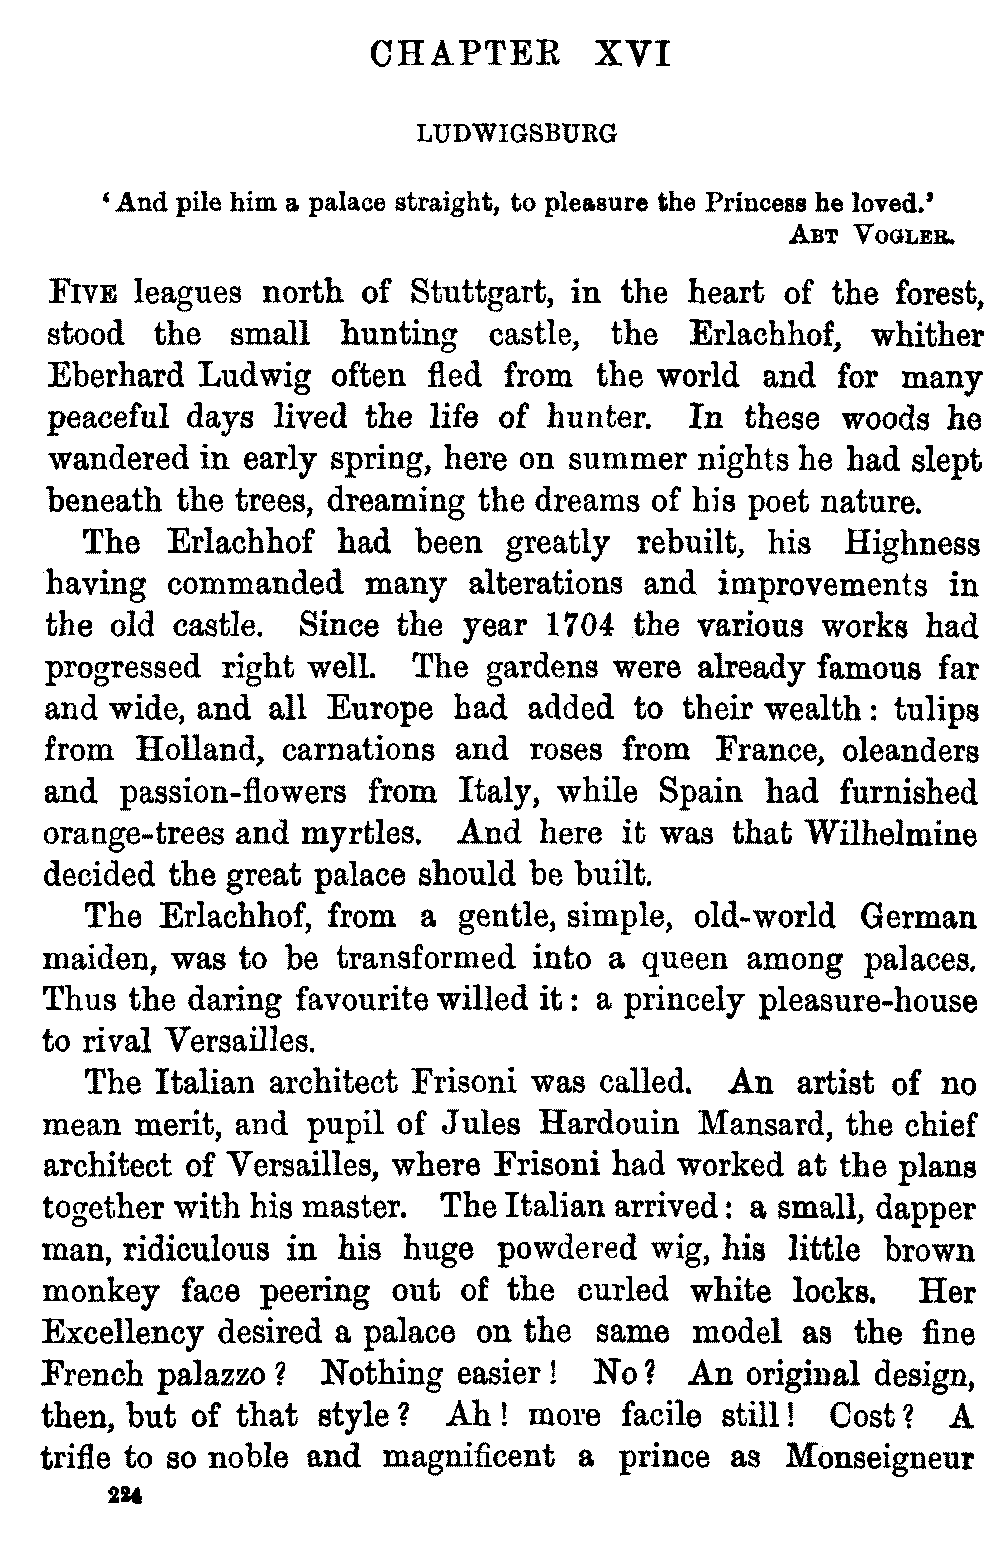 CHAPTER XVI
LUDWIGSBURG
‘And pile him a palace straight, to pleasure the Princess he loved.’
ABT VOGLER.
FIVE leagues north of Stuttgart, in the heart of the forest,
stood the small hunting castle, the Erlachhof, whither
Eberhard Ludwig often fled from the world and for many
peaceful days lived the life of hunter. In these woods he
wandered in early spring, here on summer nights he had slept
beneath the trees, dreaming the dreams of his poet nature.
The Erlachhof had been greatly rebuilt, his Highness
having commanded many alterations and improvements in
the old castle. Since the year 1704 the various works had
progressed right well. The gardens were already famous far
and wide, and all Europe had added to their wealth: tulips
from Holland, carnations and roses from France, oleanders
and passion-flowers from Italy, while Spain had furnished
orange-trees and myrtles. And here it was that Wilhelmine
decided the great palace should be built.
The Erlachhof, from a gentle, simple, old-world German
maiden, was to be transformed into a queen among palaces.
Thus the daring favourite willed it: a princely pleasure-house
to rival Versailles.
The Italian architect Frisoni was called. An artist of no
mean merit, and pupil of Jules Hardouin Mansard, the chief
architect of Versailles, where Frisoni had worked at the plans
together with his master. The Italian arrived: a small, dapper
man, ridiculous in his huge powdered wig, his little brown
monkey face peering out of the curled white locks. Her
Excellency desired a palace on the same model as the fine
French palazzo? Nothing easier! No? An original design,
then, but of that style? Ah! more facile still! Cost? A
trifle to so noble and magnificent a prince as Monseigneur
224